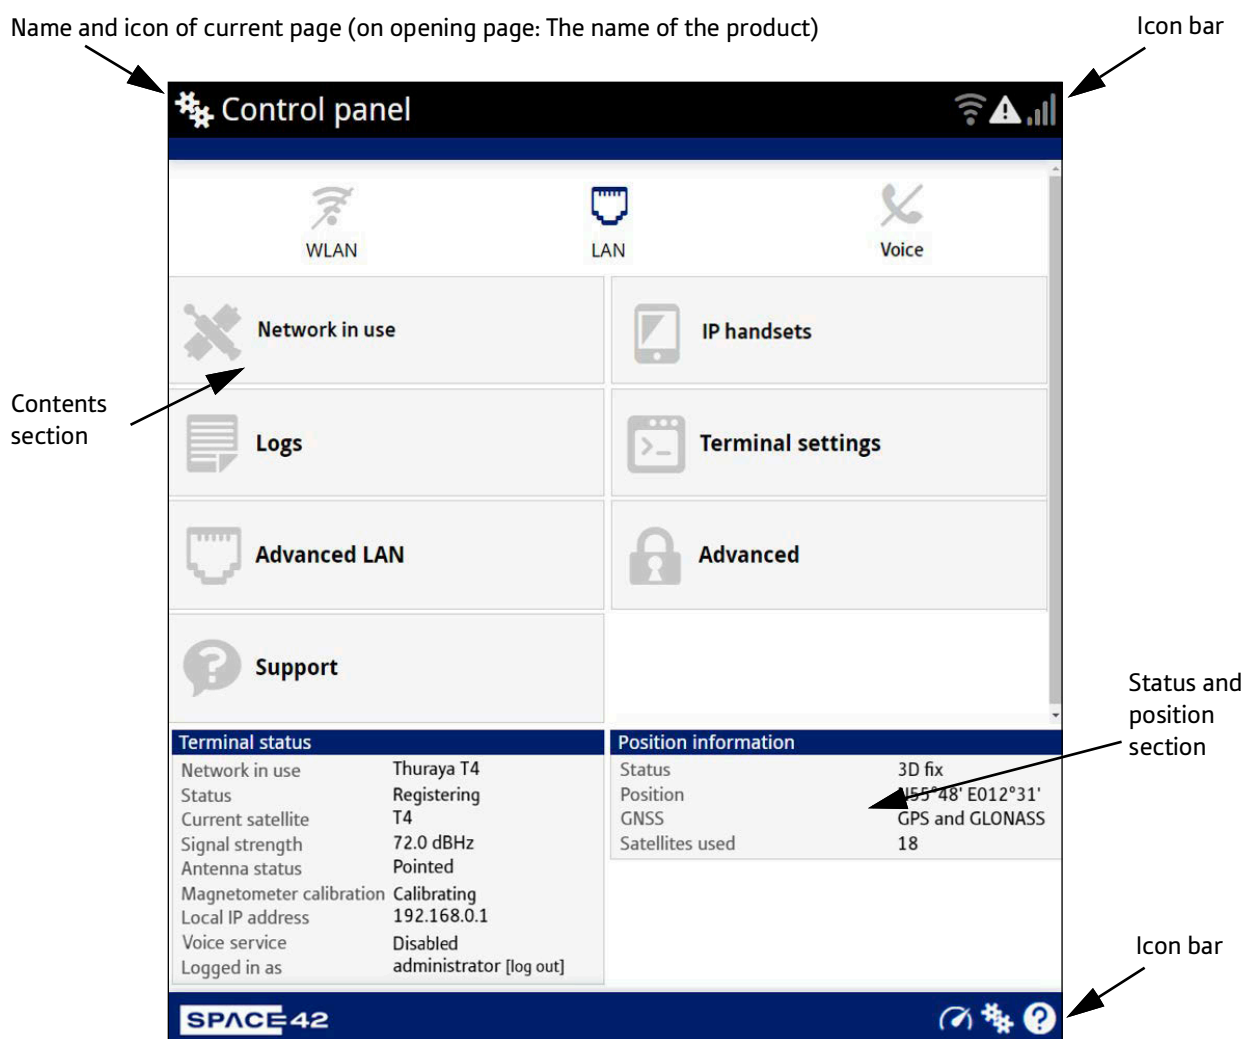 Name and icon of current page (on opening page: The name of the product)
Icon bar
Control panel
WLAN
LAN
Voice
Network in use
IP handsets
Contents
section
Logs
Terminal settings
Advanced LAN
Advanced
Support
Status and
position
section
Terminal status
Network in use Thuraya T4
Status Registering
Current satellite T4
Signal strength 72.0 dBHz
Antenna status Pointed
Magnetometer calibration Calibrating
Local IP address 192.168.0.1
Voice service Disabled
Logged in as administrator [log out]
Position information
Status 3D fix
Position N55°48' E012°31'
GNSS GPS and GLONASS
Satellites used 18
Icon bar
SPACE42